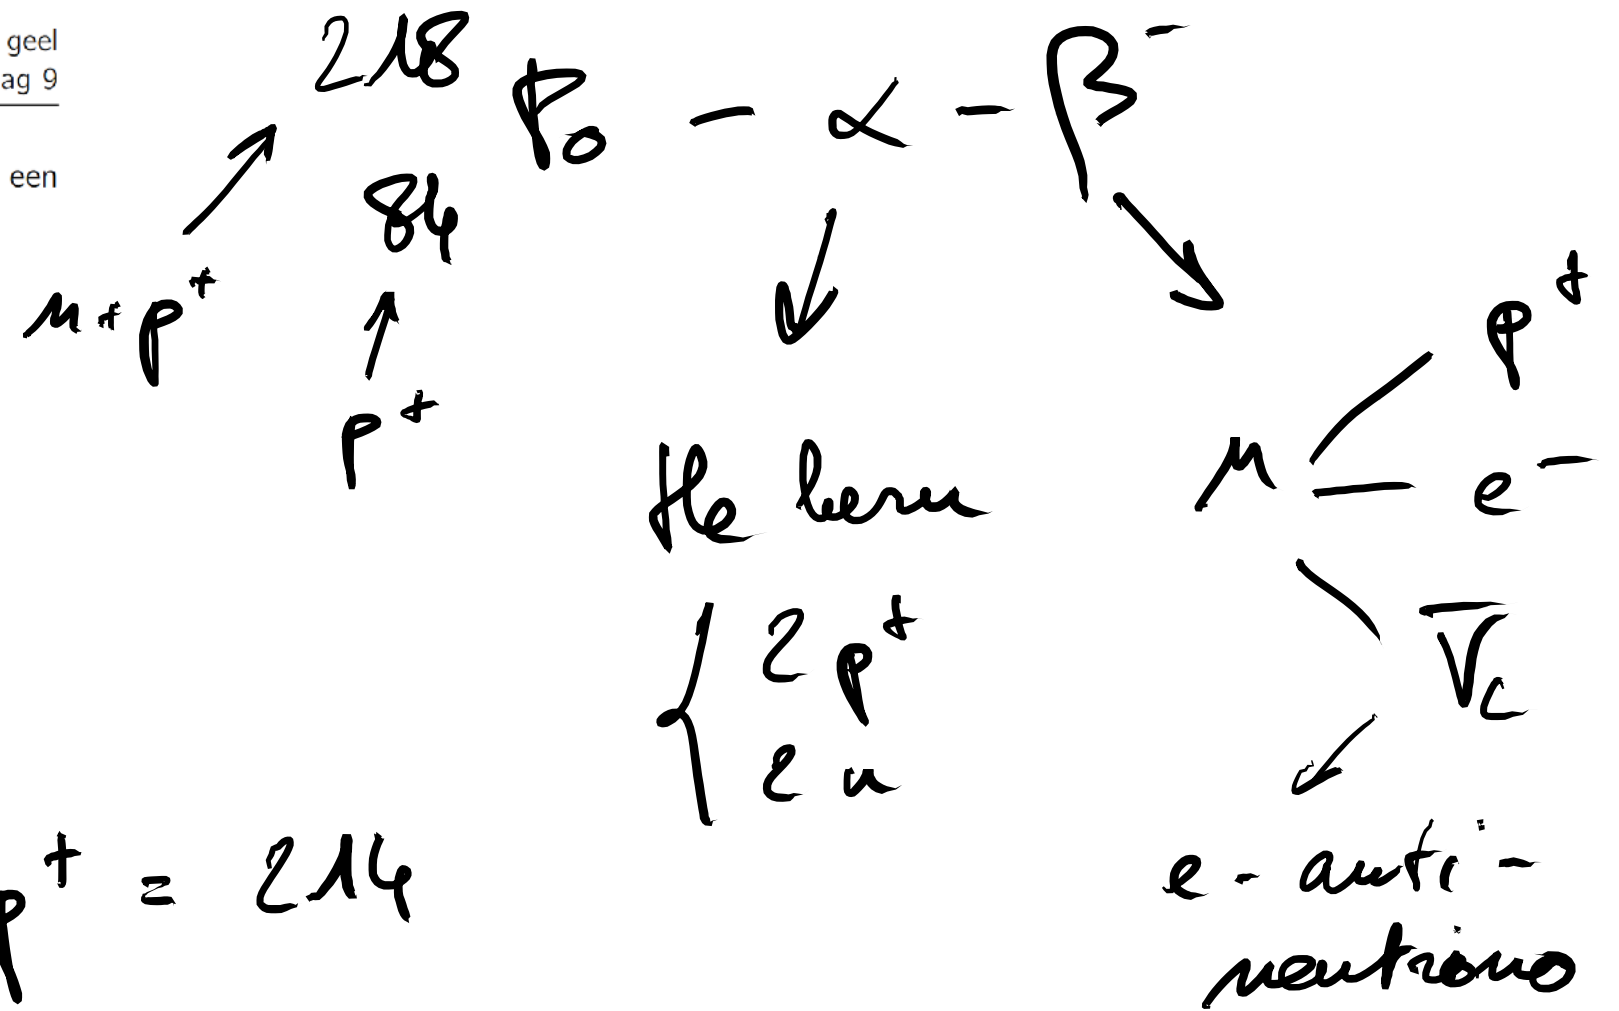 geel
ag 9
een
218
Po - α - β⁻
84
n + p⁺
p⁺
He kern
2 p⁺
2 n
n
p⁺
e⁻
ν̅e
e - anti -
neutrino
p⁺ = 214